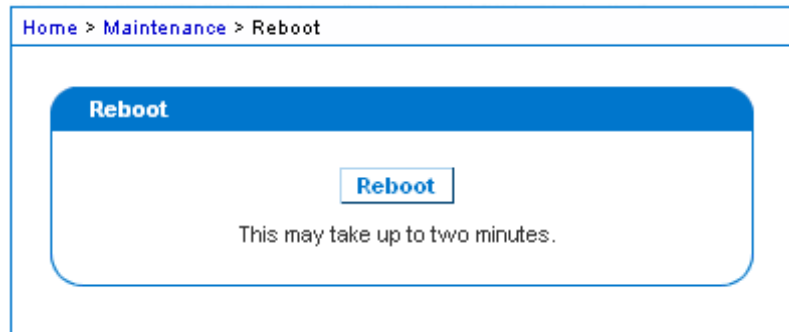 Home > Maintenance > Reboot
Reboot
Reboot
This may take up to two minutes.